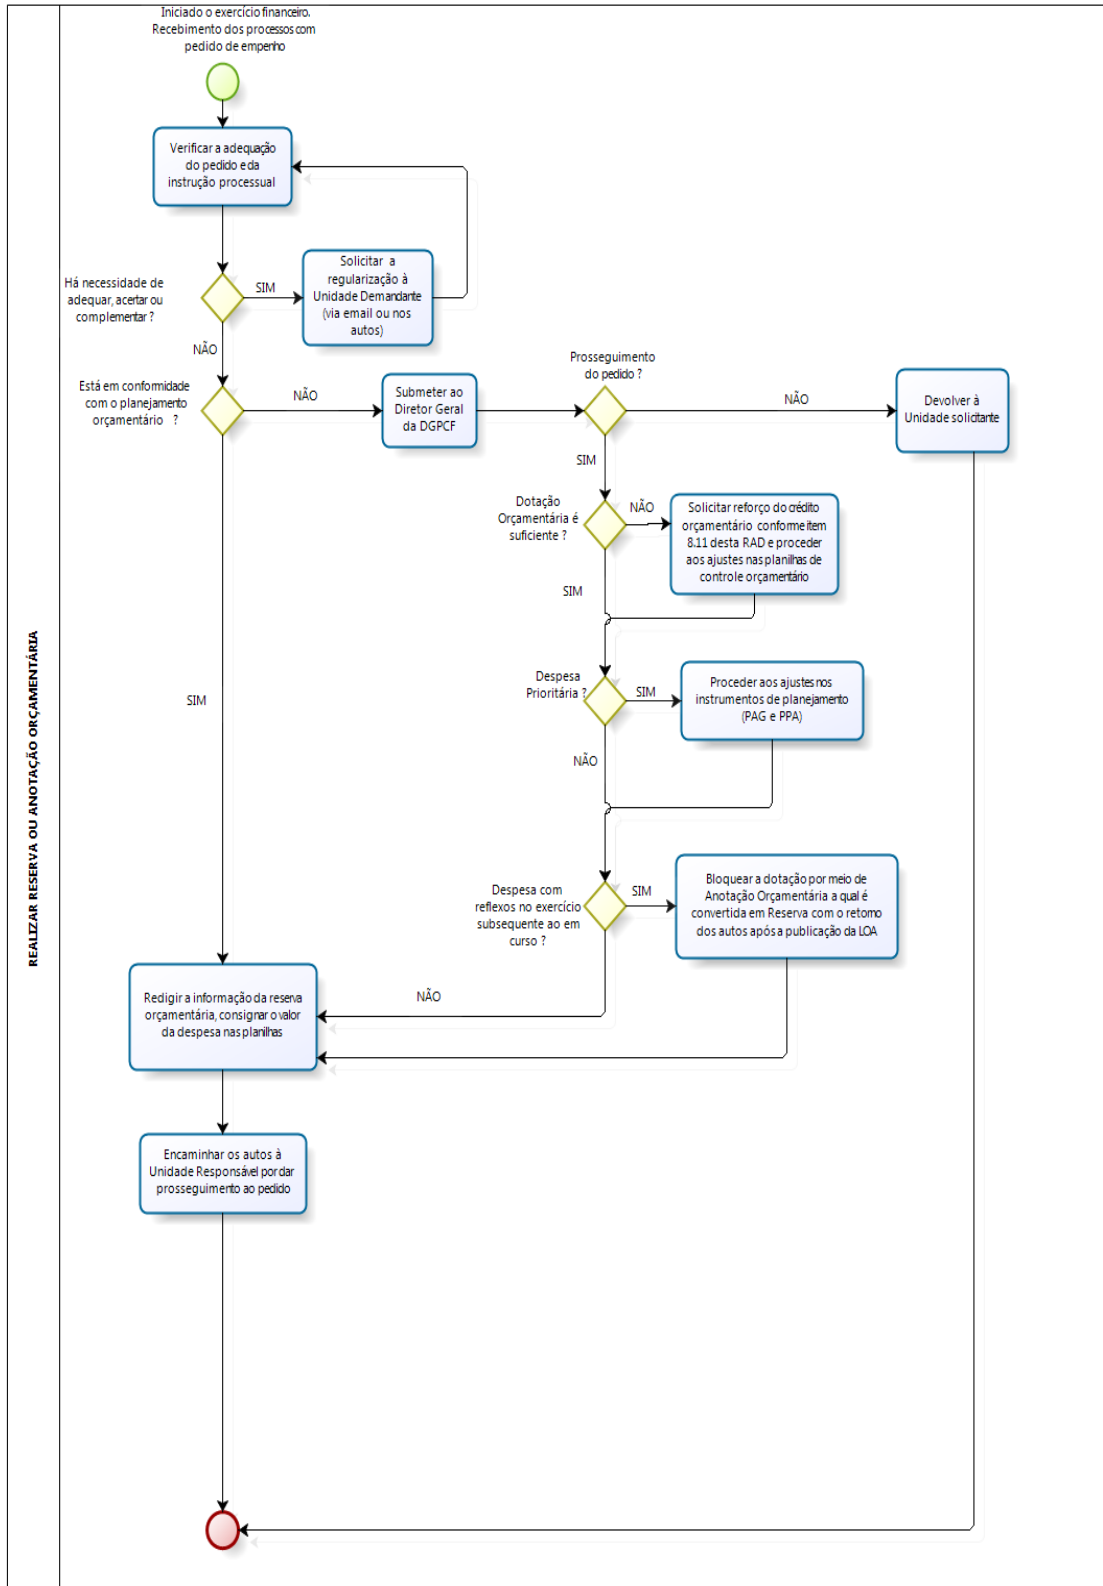 REALIZAR RESERVA OU ANOTAÇÃO ORÇAMENTÁRIA
Iniciado o exercício financeiro.
Recebimento dos processos com
pedido de empenho
Verificar a adequação
do pedido e da
instrução processual
Há necessidade de
adequar, acertar ou
complementar ?
SIM
Solicitar a
regularização à
Unidade Demandante
(via email ou nos
autos)
NÃO
Está em conformidade
com o planejamento
orçamentário ?
NÃO
Submeter ao
Diretor Geral
da DGPCF
Prosseguimento
do pedido ?
NÃO
Devolver à
Unidade solicitante
SIM
Dotação
Orçamentária é
suficiente ?
NÃO
Solicitar reforço do crédito
orçamentário conforme item
8.11 desta RAD e proceder
aos ajustes nas planilhas de
controle orçamentário
SIM
Despesa
Prioritária ?
SIM
Proceder aos ajustes nos
instrumentos de planejamento
(PAG e PPA)
SIM
NÃO
Despesa com
reflexos no exercício
subsequente ao em
curso ?
SIM
Bloquear a dotação por meio de
Anotação Orçamentária a qual é
convertida em Reserva com o retorno
dos autos após a publicação da LOA
NÃO
Redigir a informação da reserva
orçamentária, consignar o valor
da despesa nas planilhas
Encaminhar os autos à
Unidade Responsável por dar
prosseguimento ao pedido